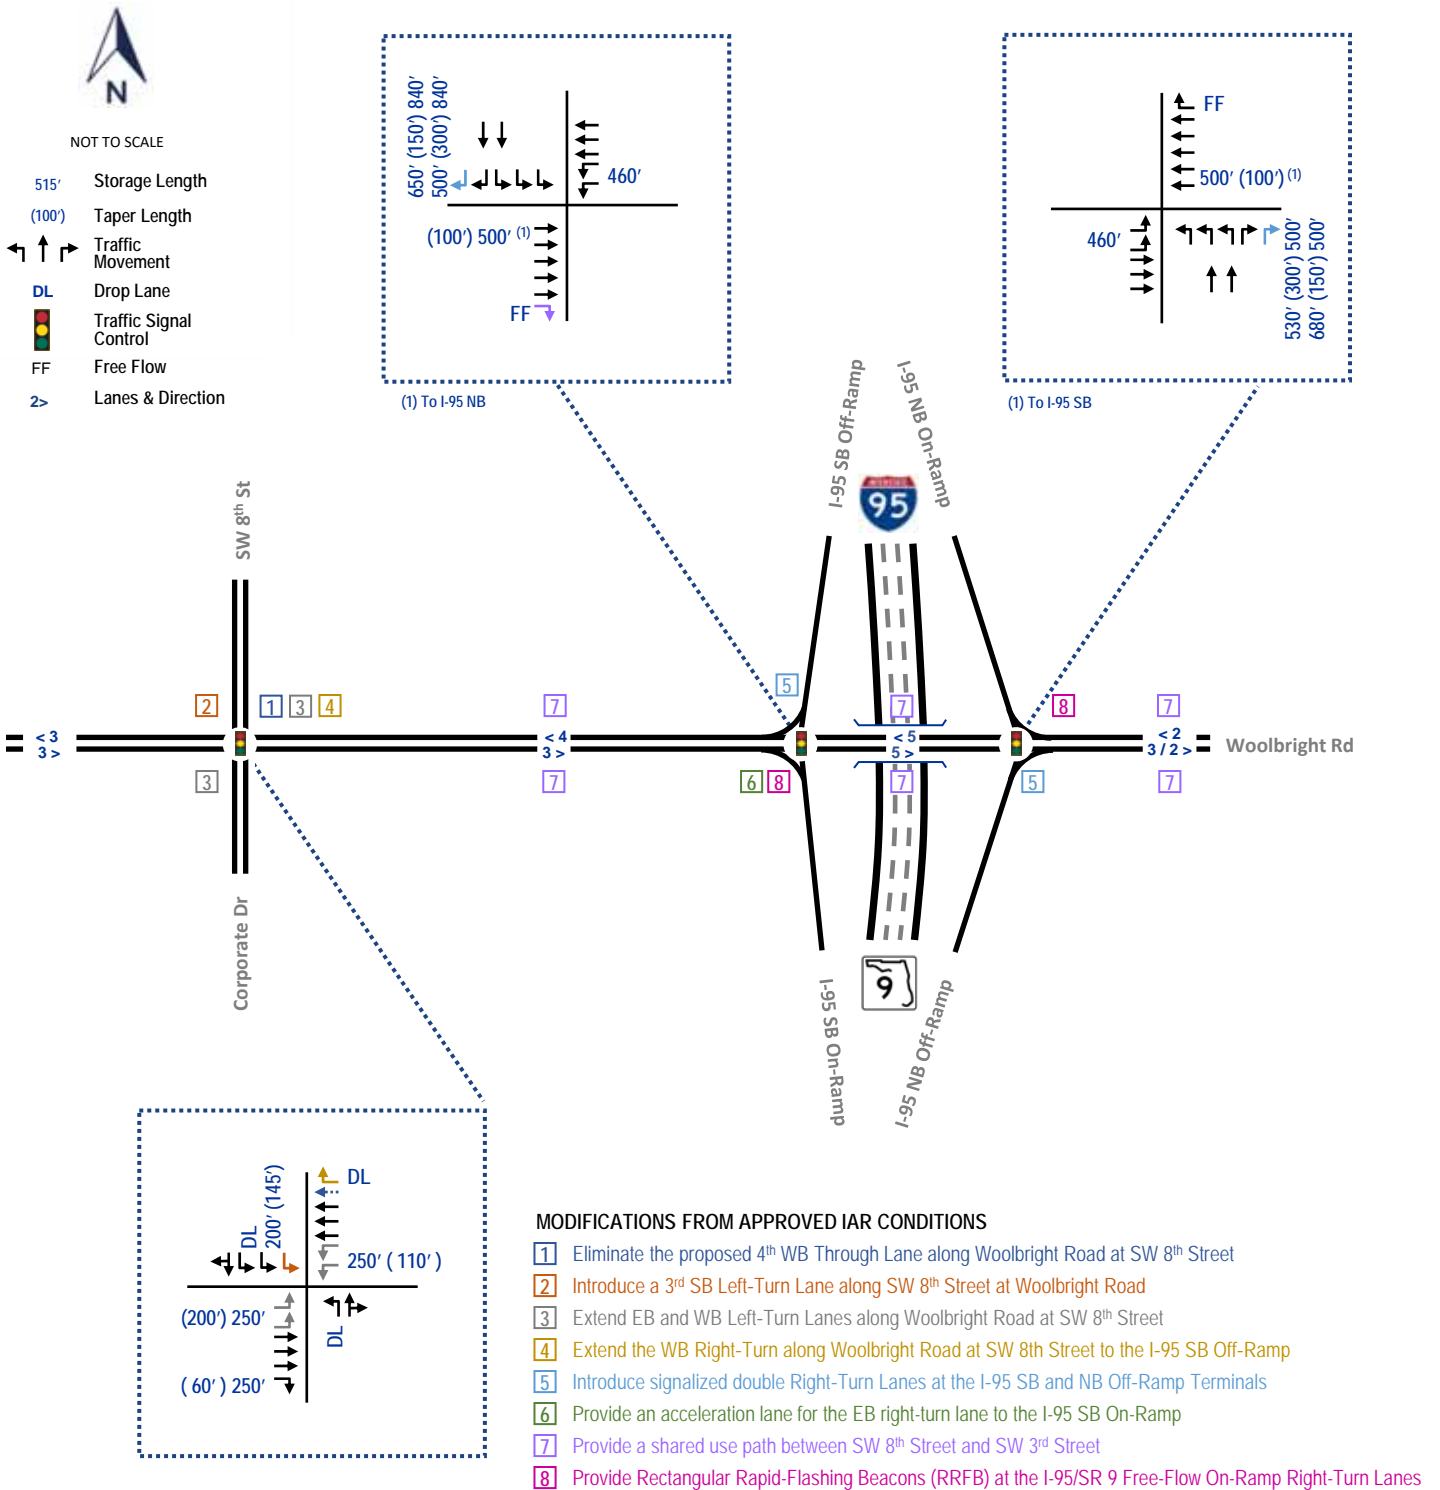 N
NOT TO SCALE
515' Storage Length
(100') Taper Length
Traffic
Movement
DL Drop Lane
Traffic Signal
Control
FF Free Flow
2> Lanes & Direction
650' (150') 840'
500' (300') 840'
460'
(100') 500' (1)
FF
(1) To I-95 NB
FF
500' (100') (1)
460'
530' (300') 500'
680' (150') 500'
(1) To I-95 SB
I-95 SB Off-Ramp
I-95 NB On-Ramp
INTERSTATE
95
SW 8th St
2
1 3 4
7
5
7
8
7
< 3
3 >
< 4
3 >
< 5
5 >
< 2
3 / 2 >
Woolbright Rd
3
7
6 8
7
5
7
Corporate Dr
9
I-95 SB On-Ramp
I-95 NB Off-Ramp
DL
200' (145')
DL
250' ( 110' )
(200') 250'
DL
( 60' ) 250'
MODIFICATIONS FROM APPROVED IAR CONDITIONS
1 Eliminate the proposed 4th WB Through Lane along Woolbright Road at SW 8th Street
2 Introduce a 3rd SB Left-Turn Lane along SW 8th Street at Woolbright Road
3 Extend EB and WB Left-Turn Lanes along Woolbright Road at SW 8th Street
4 Extend the WB Right-Turn along Woolbright Road at SW 8th Street to the I-95 SB Off-Ramp
5 Introduce signalized double Right-Turn Lanes at the I-95 SB and NB Off-Ramp Terminals
6 Provide an acceleration lane for the EB right-turn lane to the I-95 SB On-Ramp
7 Provide a shared use path between SW 8th Street and SW 3rd Street
8 Provide Rectangular Rapid-Flashing Beacons (RRFB) at the I-95/SR 9 Free-Flow On-Ramp Right-Turn Lanes